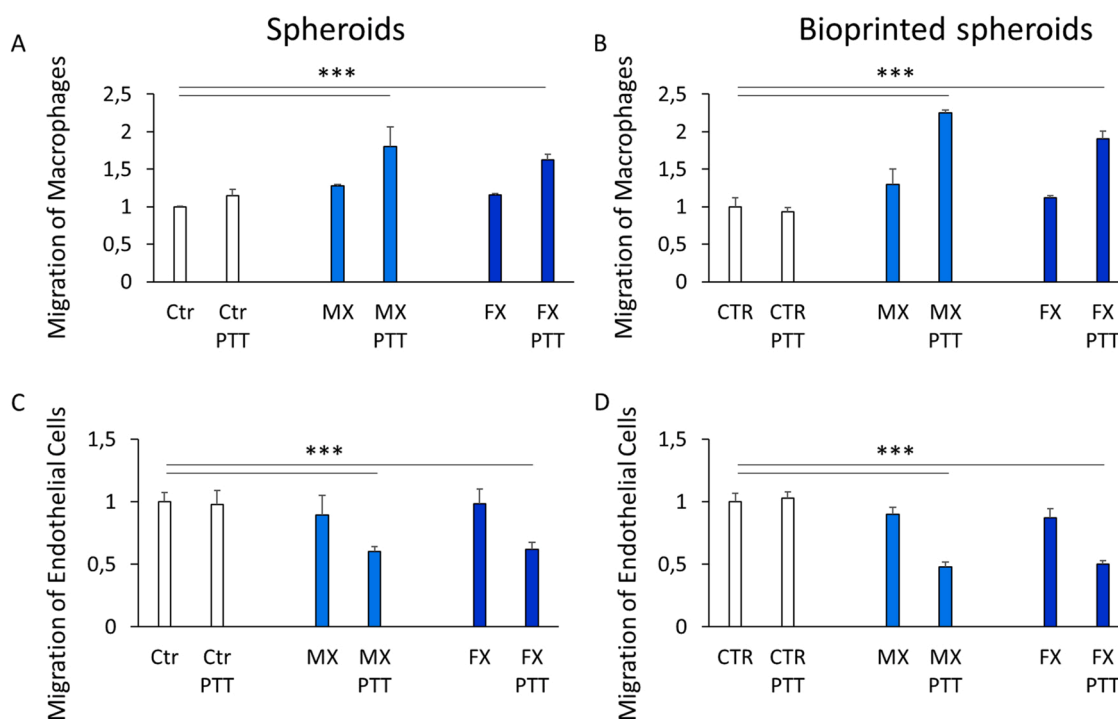 Spheroids
Bioprinted spheroids
A
Migration of Macrophages
***
2,5
2
1,5
1
0,5
0
Ctr Ctr MX MX FX FX
PTT PTT PTT
B
Migration of Macrophages
***
2,5
2
1,5
1
0,5
0
CTR CTR MX MX FX FX
PTT PTT PTT
C
Migration of Endothelial Cells
***
1,5
1
0,5
0
Ctr Ctr MX MX FX FX
PTT PTT PTT
D
Migration of Endothelial Cells
***
1,5
1
0,5
0
CTR CTR MX MX FX FX
PTT PTT PTT